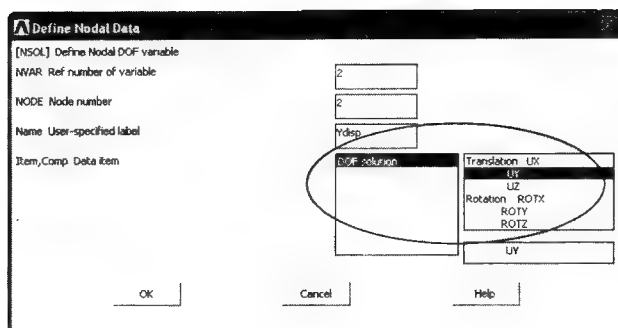 Define Nodal Data
[NSOL] Define Nodal DOF variable
NVAR Ref number of variable 2
NODE Node number 2
Name User-specified label Ydisp
Item,Comp Data item DOF solution Translation UX
UY
UZ
Rotation ROTX
ROTY
ROTZ
UY
OK Cancel Help